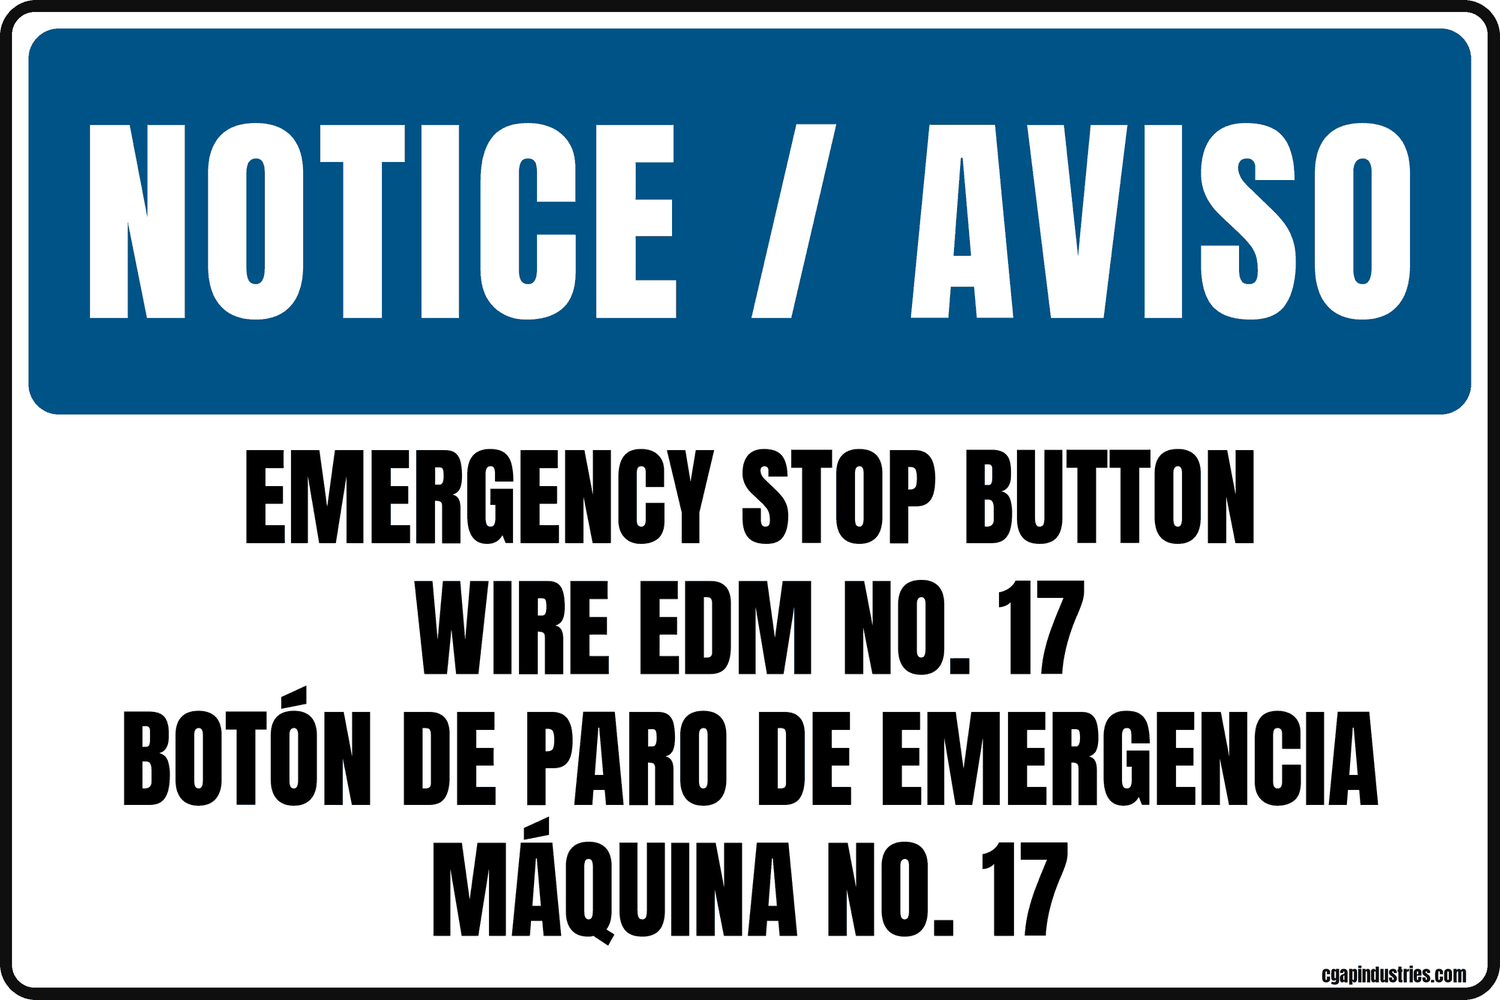 NOTICE / AVISO
EMERGENCY STOP BUTTON
WIRE EDM NO. 17
BOTÓN DE PARO DE EMERGENCIA
MÁQUINA NO. 17
cgapindustries.com